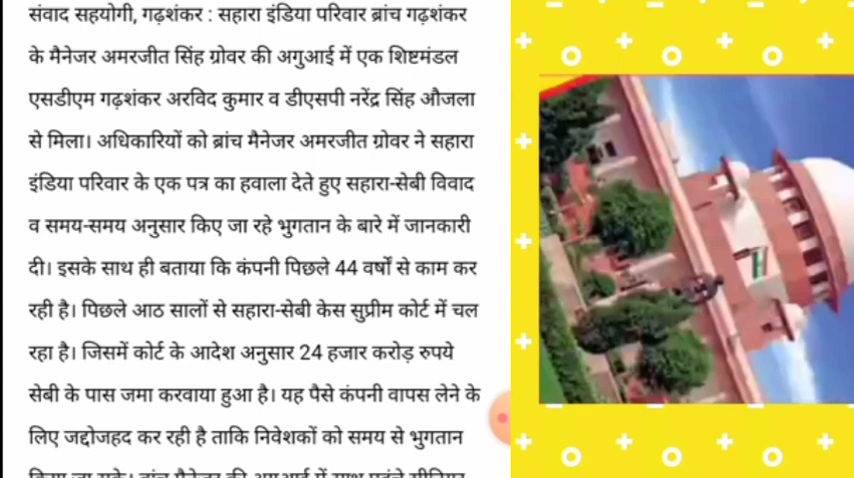 संवाद सहयोगी, गढ़शंकर : सहारा इंडिया परिवार ब्रांच गढ़शंकर
के मैनेजर अमरजीत सिंह ग्रोवर की अगुआई में एक शिष्टमंडल
एसडीएम गढ़शंकर अरविद कुमार व डीएसपी नरेंद्र सिंह औजला
से मिला। अधिकारियों को ब्रांच मैनेजर अमरजीत ग्रोवर ने सहारा
इंडिया परिवार के एक पत्र का हवाला देते हुए सहारा-सेबी विवाद
व समय-समय अनुसार किए जा रहे भुगतान के बारे में जानकारी
दी। इसके साथ ही बताया कि कंपनी पिछले 44 वर्षों से काम कर
रही है। पिछले आठ सालों से सहारा-सेबी केस सुप्रीम कोर्ट में चल
रहा है। जिसमें कोर्ट के आदेश अनुसार 24 हजार करोड़ रुपये
सेबी के पास जमा करवाया हुआ है। यह पैसे कंपनी वापस लेने के
लिए जद्दोजहद कर रही है ताकि निवेशकों को समय से भुगतान